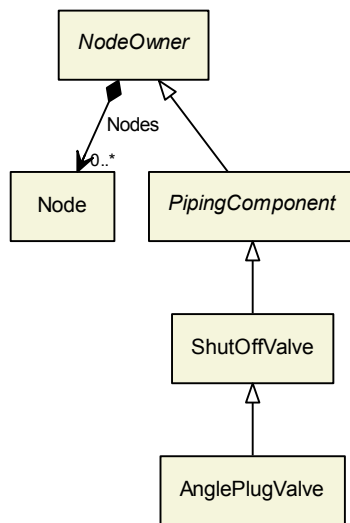 NodeOwner
Nodes
0..*
Node
PipingComponent
ShutOffValve
AnglePlugValve